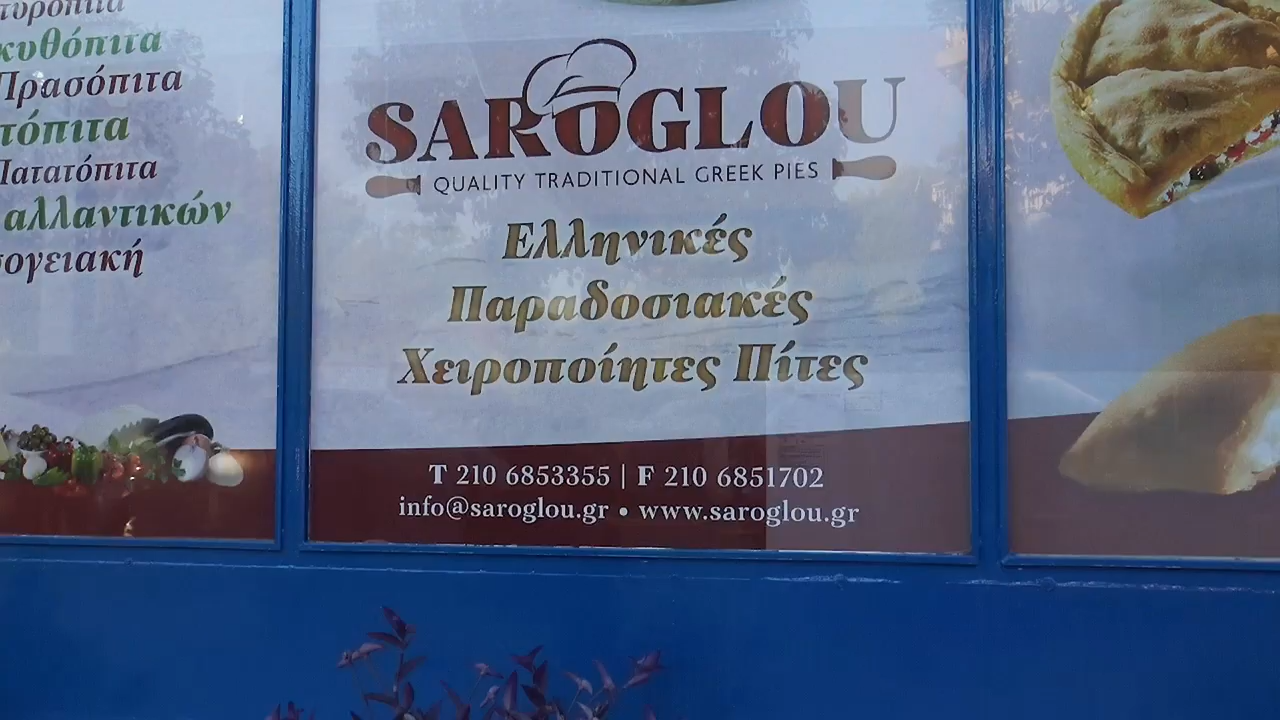 Πρασόπιτα
Πατατόπιτα
αλλαντικών
SAROGLOU
QUALITY TRADITIONAL GREEK PIES
Ελληνικές
Παραδοσιακές
Χειροποίητες Πίτες
T 210 6853355 | F 210 6851702
info@saroglou.gr • www.saroglou.gr